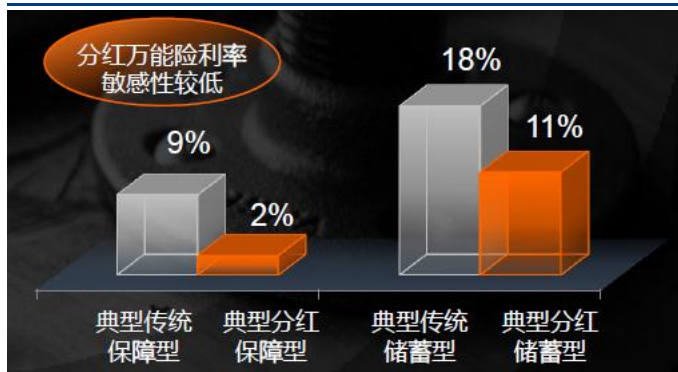 分红万能险利率
敏感性较低
18%
11%
9%
2%
典型传统
保障型
典型分红
保障型
典型传统
储蓄型
典型分红
储蓄型